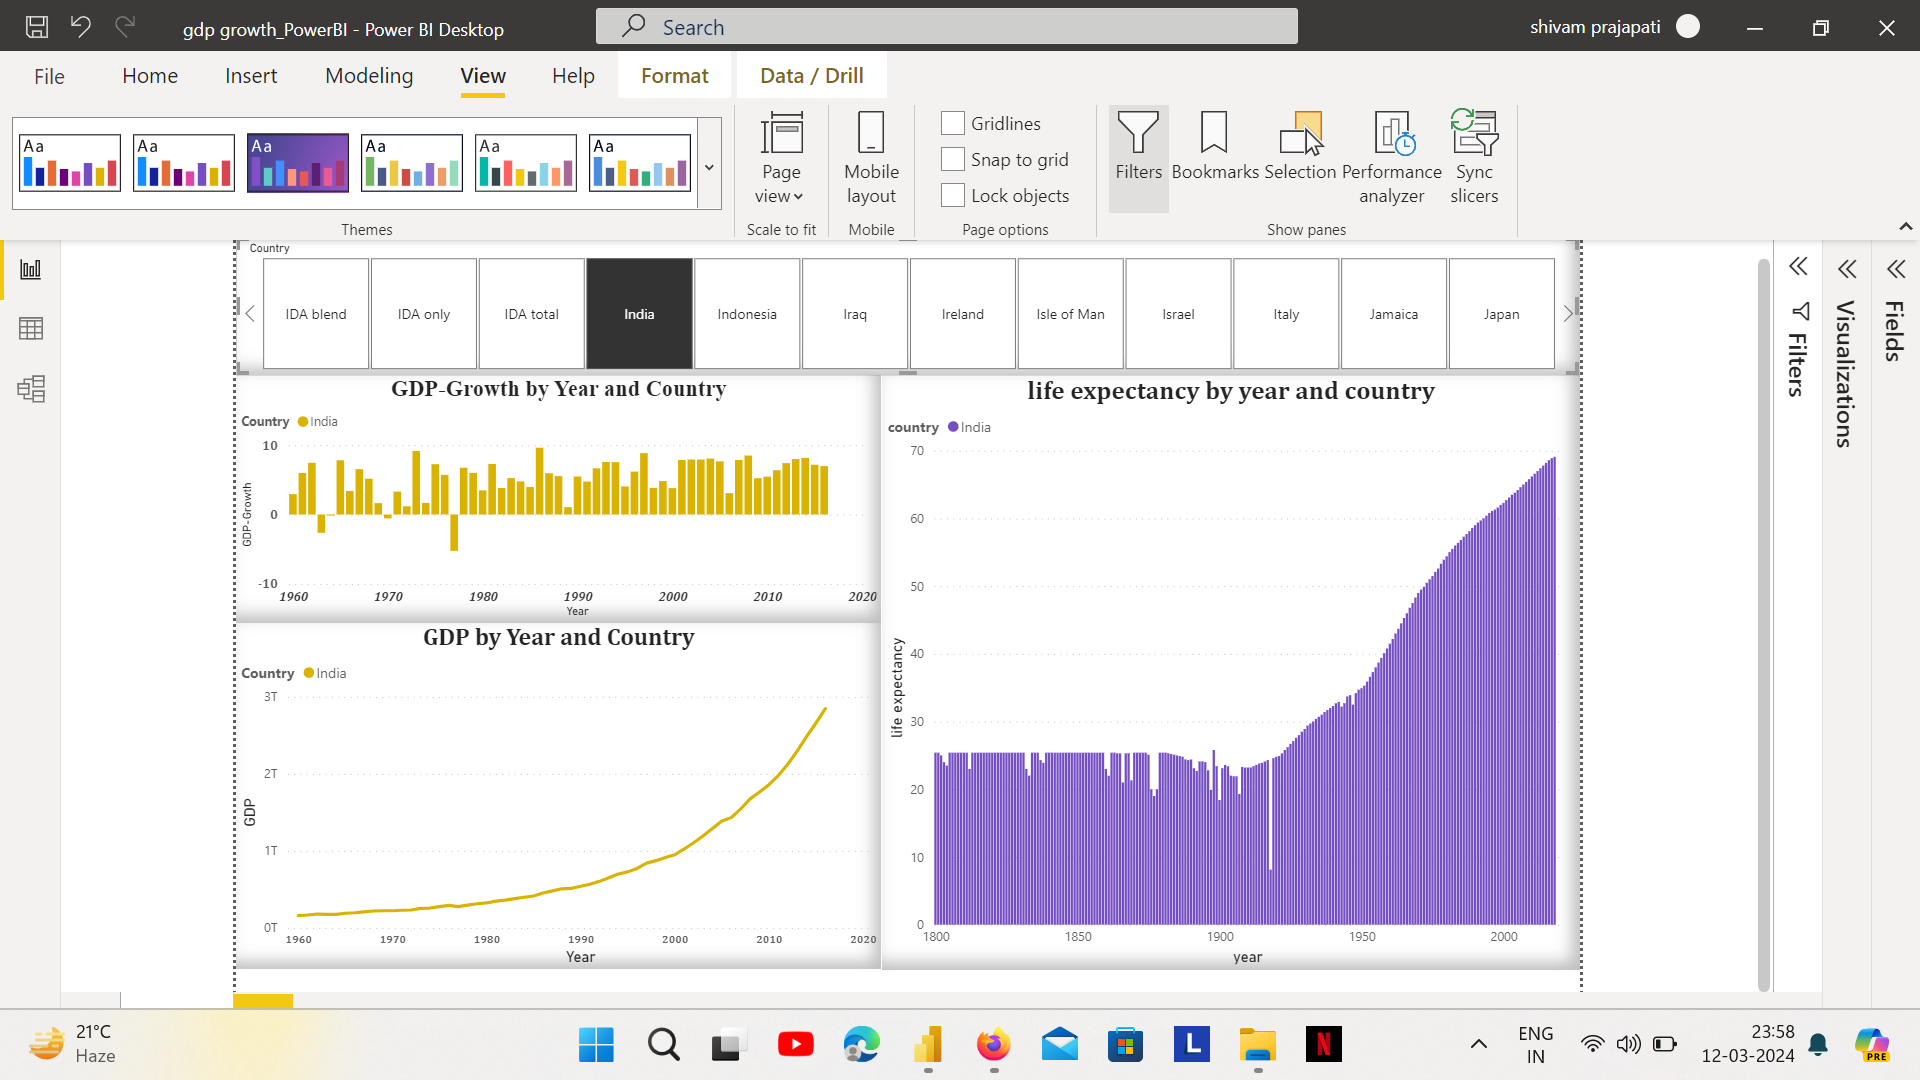 gdp growth_PowerBI - Power BI Desktop
Search
shivam prajapati
File Home Insert Modeling View Help Format Data / Drill
Aa Aa Aa Aa Aa Aa
Page view
Mobile layout
Gridlines
Snap to grid
Lock objects
Filters
Bookmarks
Selection
Performance analyzer
Sync slicers
Themes
Scale to fit
Mobile
Page options
Show panes
Country
IDA blend
IDA only
IDA total
India
Indonesia
Iraq
Ireland
Isle of Man
Israel
Italy
Jamaica
Japan
Filters
Visualizations
Fields
GDP-Growth by Year and Country
Country India
10
0
-10
GDP-Growth
1960 1970 1980 1990 2000 2010 2020
Year
GDP by Year and Country
Country India
3T
2T
1T
0T
GDP
1960 1970 1980 1990 2000 2010 2020
Year
life expectancy by year and country
country India
70
60
50
40
30
20
10
0
life expectancy
1800 1850 1900 1950 2000
year
21°C
Haze
L
N
ENG
IN
23:58
12-03-2024
PRE